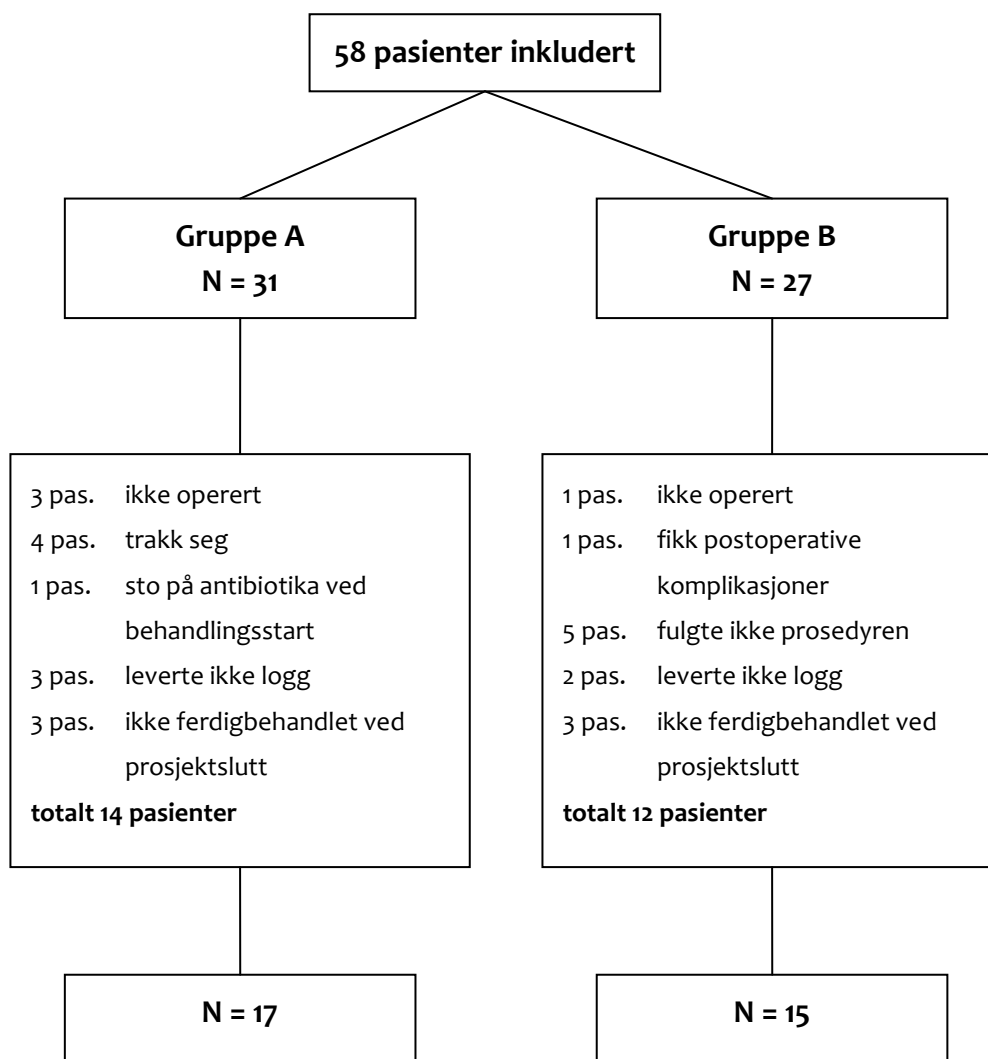 58 pasienter inkludert
Gruppe A
N = 31
Gruppe B
N = 27
3 pas. ikke operert
4 pas. trakk seg
1 pas. sto på antibiotika ved
behandlingsstart
3 pas. leverte ikke logg
3 pas. ikke ferdigbehandlet ved
prosjektslutt
totalt 14 pasienter
1 pas. ikke operert
1 pas. fikk postoperative
komplikasjoner
5 pas. fulgte ikke prosedyren
2 pas. leverte ikke logg
3 pas. ikke ferdigbehandlet ved
prosjektslutt
totalt 12 pasienter
N = 17
N = 15